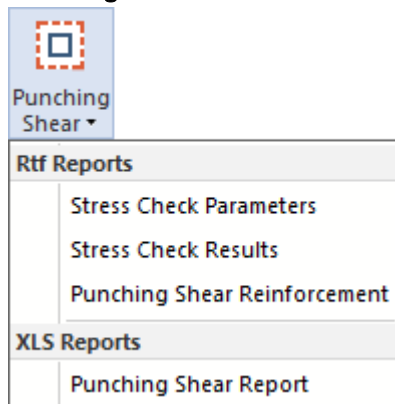 Punching
Shear
Rtf Reports
Stress Check Parameters
Stress Check Results
Punching Shear Reinforcement
XLS Reports
Punching Shear Report